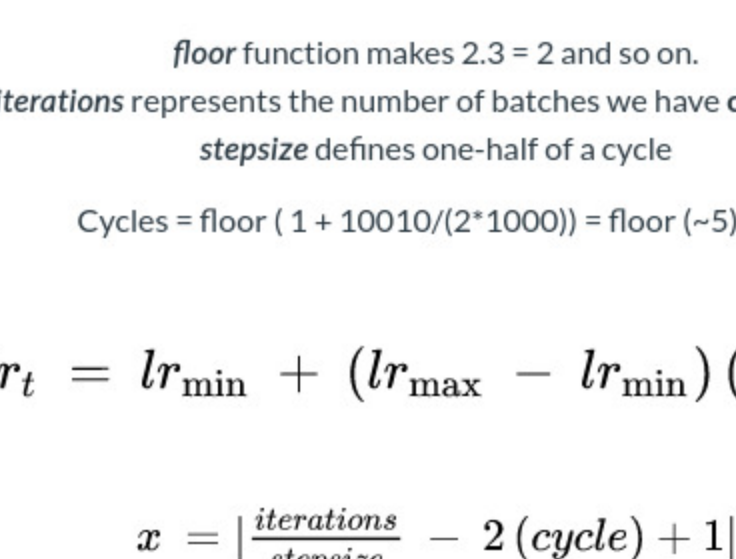 floor function makes 2.3 = 2 and so on.
iterations represents the number of batches we have
stepsize defines one-half of a cycle
Cycles = floor ( 1 + 10010/(2*1000)) = floor (~5)
r_t = lr_min + (lr_max − lr_min) (
x = | iterations / stepsize − 2 (cycle) + 1|